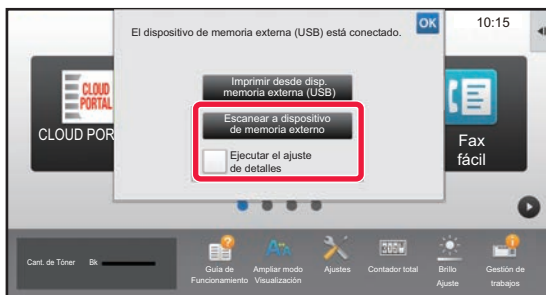 El dispositivo de memoria externa (USB) está conectado.
OK
10:15
Imprimir desde disp.
memoria externa (USB)
Escanear a dispositivo
de memoria externo
Ejecutar el ajuste
de detalles
CLOUD
PORTAL
CLOUD POR
Fax
fácil
Cant. de Tóner Bk
Guía de
Funcionamiento
Ampliar modo
Visualización
Ajustes
Contador total
Brillo
Ajuste
Gestión de
trabajos